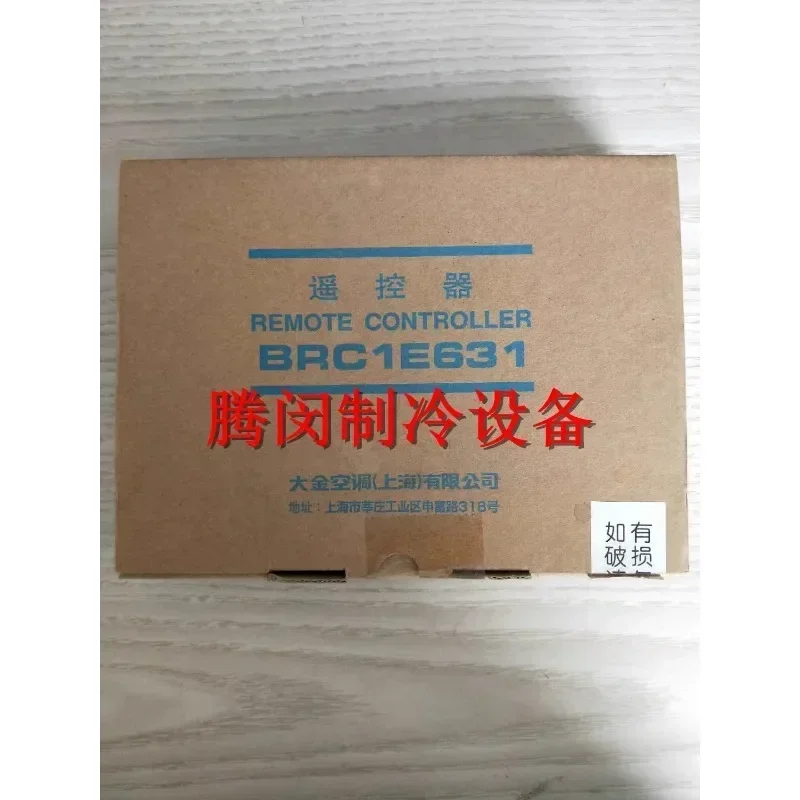 遥控器
REMOTE CONTROLLER
BRC1E631
腾闵制冷设备
大金空调(上海)有限公司
地址:上海市莘庄工业区申富路318号
如有
破损